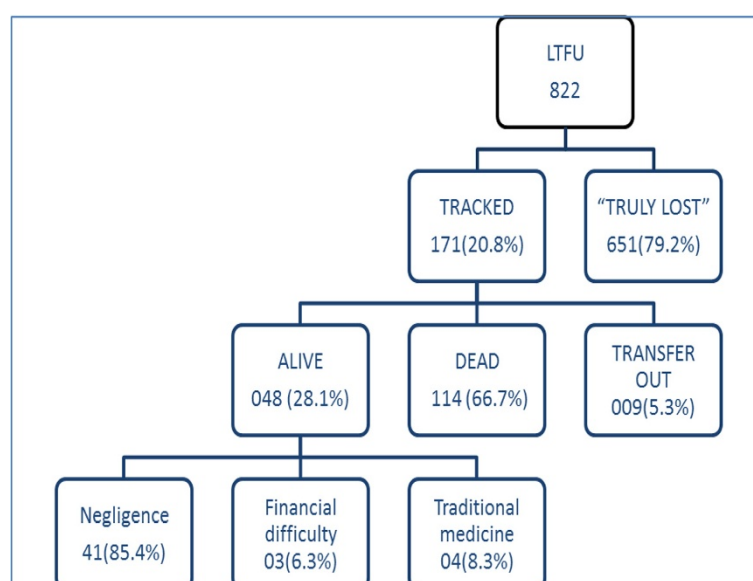 LTFU
822
TRACKED
171(20.8%)
“TRULY LOST”
651(79.2%)
ALIVE
048 (28.1%)
DEAD
114 (66.7%)
TRANSFER
OUT
009(5.3%)
Negligence
41(85.4%)
Financial
difficulty
03(6.3%)
Traditional
medicine
04(8.3%)